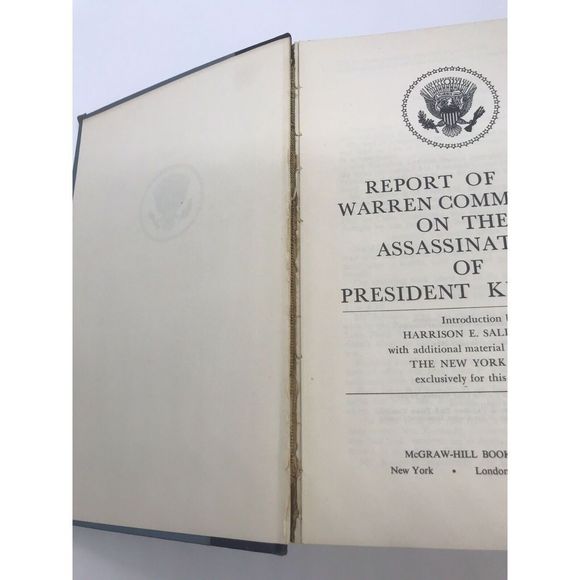 REPORT OF
WARREN COMM
ON THE
ASSASSINAT
OF
PRESIDENT K
Introduction
HARRISON E. SAL
with additional material
THE NEW YORK
exclusively for this
McGRAW-HILL BOOK
New York • London